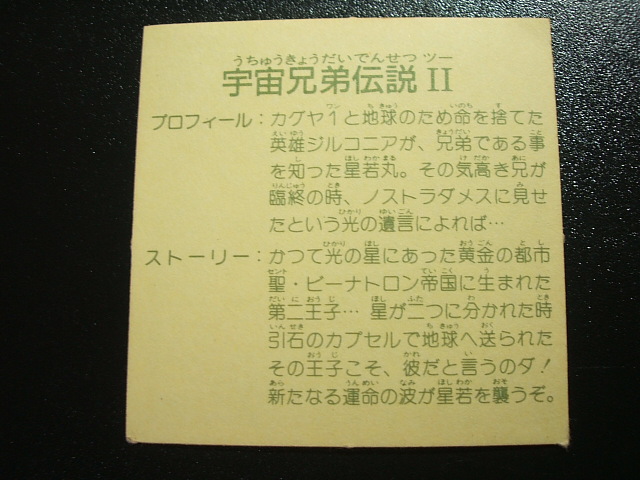 うちゅうきょうだいでんせつ ツー
宇宙兄弟伝説II
プロフィール：カグヤ1と地球のため命を捨てた
英雄ジルコニアが、兄弟である事
を知った星若丸。その気高き兄が
臨終の時、ノストラダメスに見せ
たという光の遺言によれば…
ストーリー：かつて光の星にあった黄金の都市
聖・ピーナトロン帝国に生まれた
第二王子… 星が二つに分かれた時
引石のカプセルで地球へ送られた
その王子こそ、彼だと言うのダ！
新たなる運命の波が星若を襲うぞ。